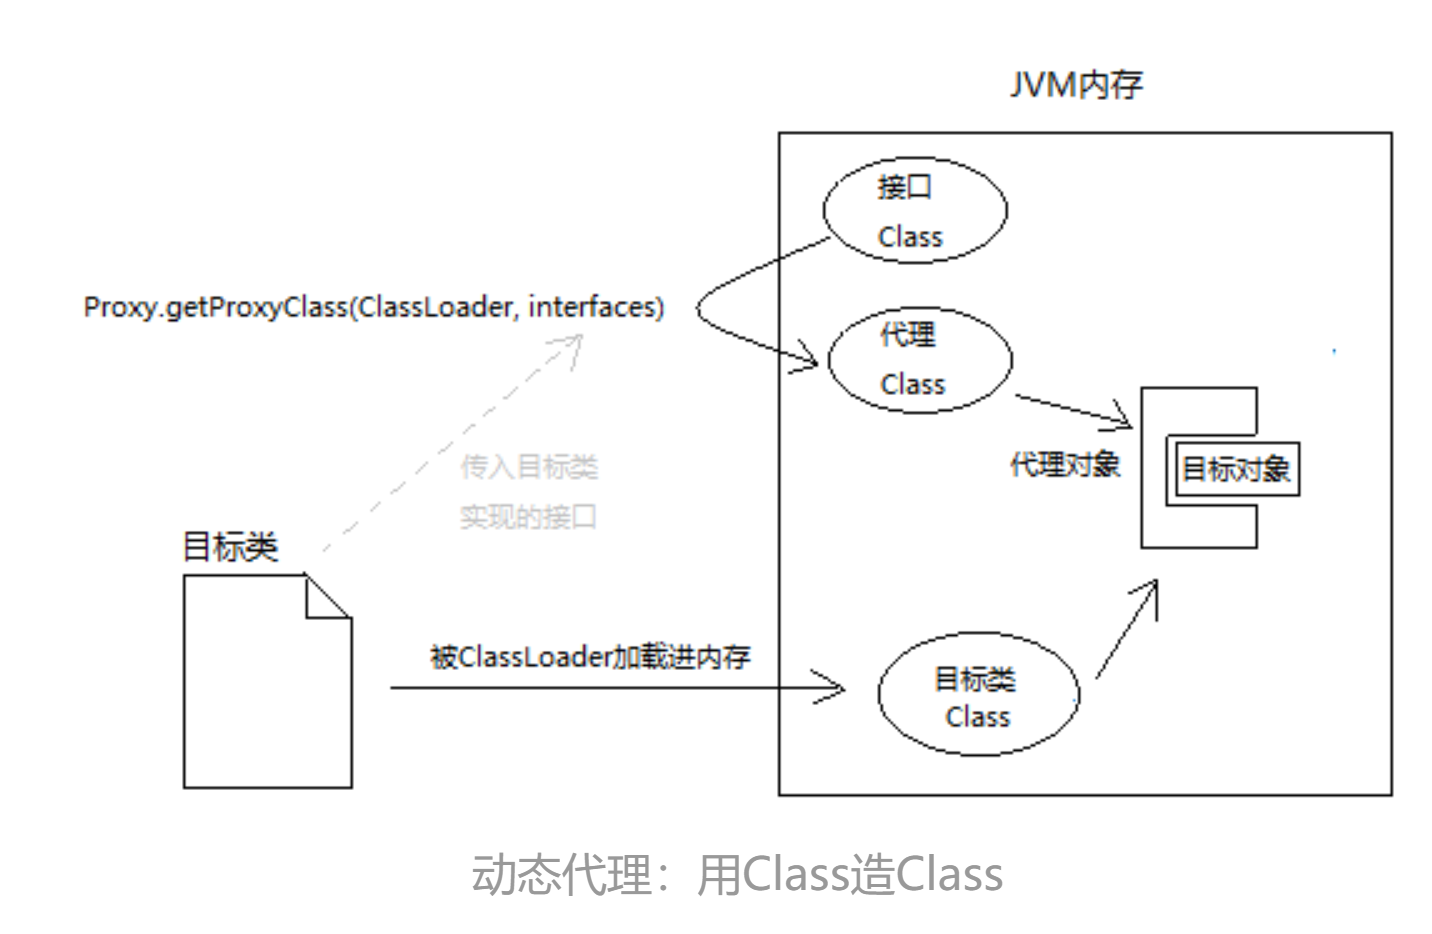 JVM内存
接口
Class
Proxy.getProxyClass(ClassLoader, interfaces)
代理
Class
传入目标类
实现的接口
代理对象
目标对象
目标类
被ClassLoader加载进内存
目标类
Class
动态代理：用Class造Class